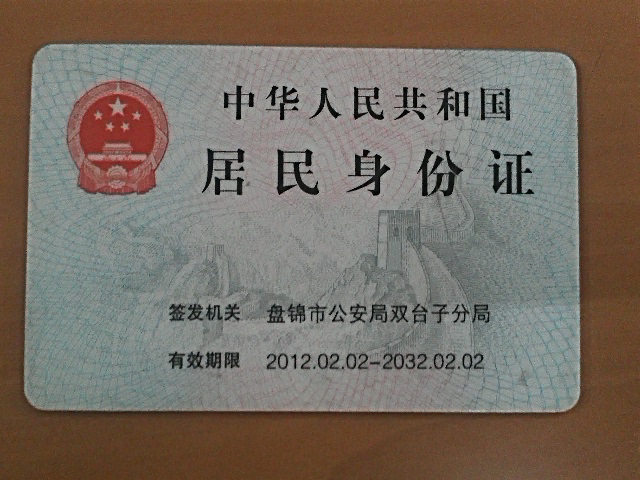 中华人民共和国
居民身份证
签发机关 盘锦市公安局双台子分局
有效期限 2012.02.02-2032.02.02